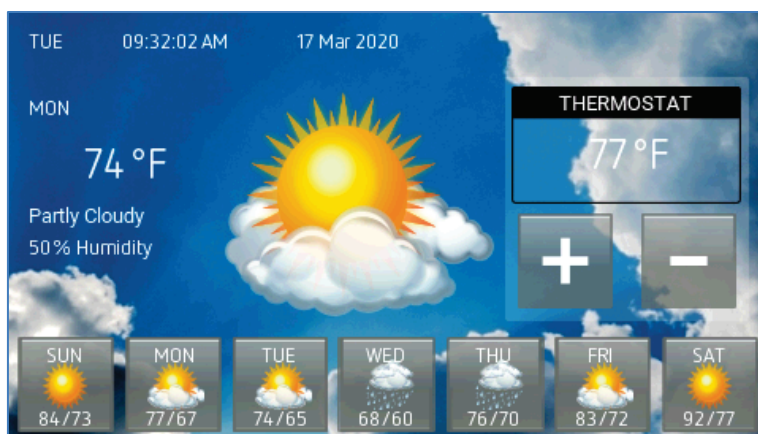 TUE 09:32:02 AM 17 Mar 2020
MON
74 °F
Partly Cloudy
50% Humidity
THERMOSTAT
77 °F
+ -
SUN MON TUE WED THU FRI SAT
84/73 77/67 74/65 68/60 76/70 83/72 92/77